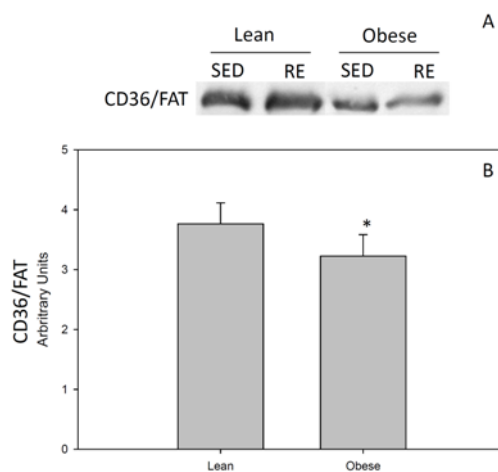 A
Lean Obese
SED RE SED RE
CD36/FAT
B
5
4
3
2
1
0
*
CD36/FAT
Arbritrary Units
Lean Obese